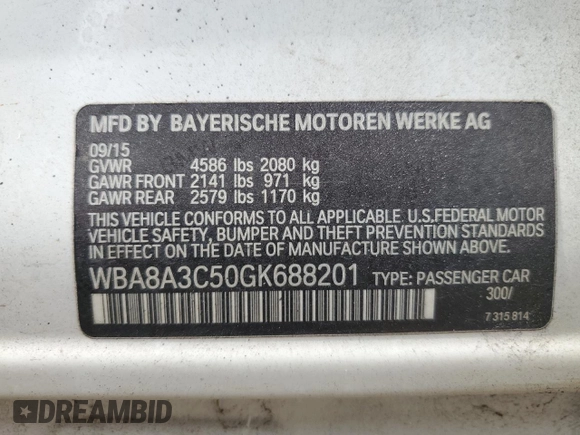 MFD BY BAYERISCHE MOTOREN WERKE AG
09/15
GVWR 4586 lbs 2080 kg
GAWR FRONT 2141 lbs 971 kg
GAWR REAR 2579 lbs 1170 kg
THIS VEHICLE CONFORMS TO ALL APPLICABLE U.S.FEDERAL MOTOR
VEHICLE SAFETY, BUMPER AND THEFT PREVENTION STANDARDS
IN EFFECT ON THE DATE OF MANUFACTURE SHOWN ABOVE.
WBA8A3C50GK688201 TYPE: PASSENGER CAR
300/
7 315 814
DREAMBID